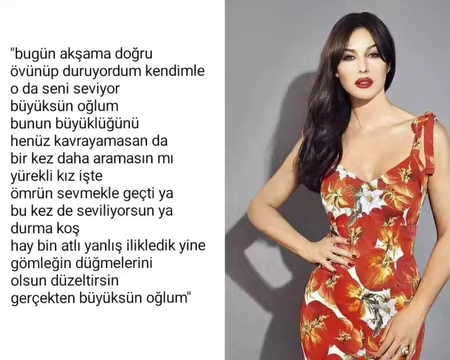 "bugün akşama doğru
övünüp duruyordum kendimle
o da seni seviyor
büyüksün oğlum
bunun büyüklüğünü
henüz kavrayamasan da
bir kez daha aramasın mı
yürekli kız işte
ömrün sevmekle geçti ya
bu kez de seviliyorsun ya
durma koş
hay bin atlı yanlış ilikledik yine
gömleğin düğmelerini
olsun düzeltirsin
gerçekten büyüksün oğlum"